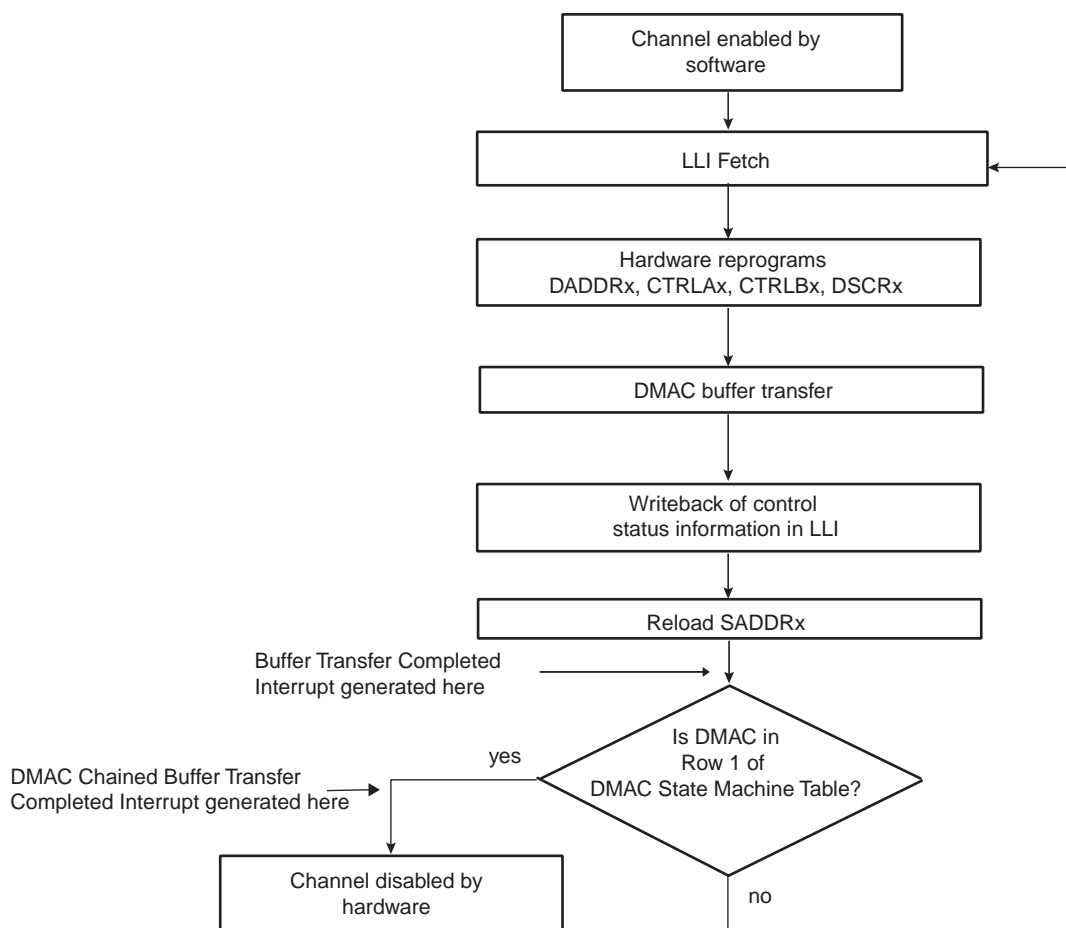 Channel enabled by
software
LLI Fetch
Hardware reprograms
DADDRx, CTRLAx, CTRLBx, DSCRx
DMAC buffer transfer
Writeback of control
status information in LLI
Reload SADDRx
Buffer Transfer Completed
Interrupt generated here
Is DMAC in
Row 1 of
DMAC State Machine Table?
yes
DMAC Chained Buffer Transfer
Completed Interrupt generated here
Channel disabled by
hardware
no